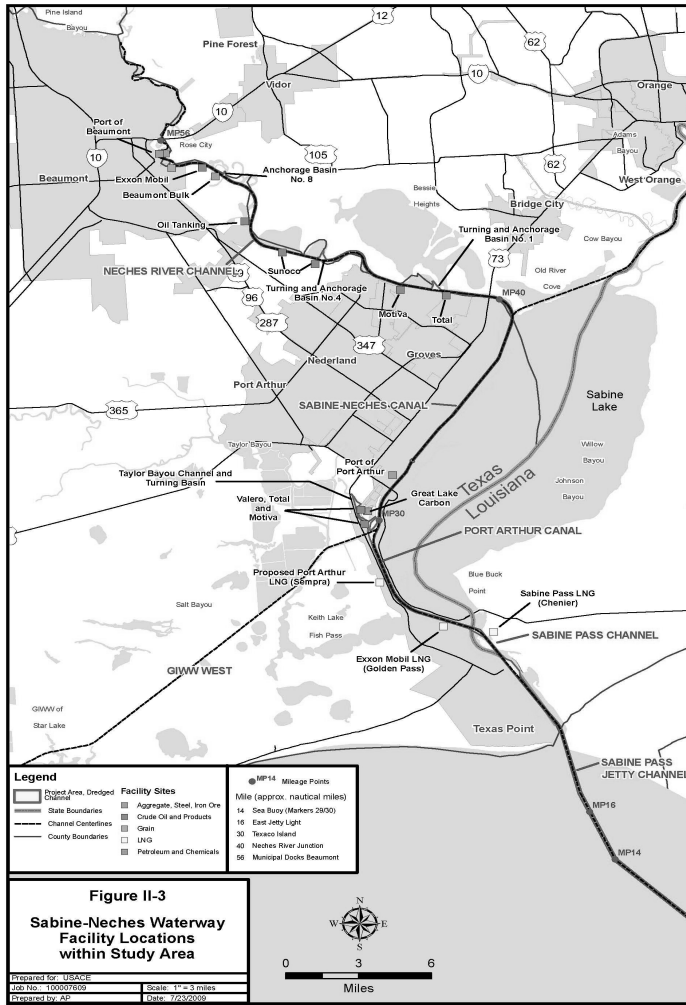 Pine Island
Bayou
12
62
Pine Forest
10
Vidor
Orange
10
Port of
Beaumont
MP56
Rose City
Adams
Bayou
10
105
62
Beaumont
Exxon Mobil
Anchorage Basin
No. 8
West Orange
Beaumont Bulk
Bessie
Heights
Bridge City
Oil Tanking
Turning and Anchorage
Basin No. 1
Cow Bayou
73
NECHES RIVER CHANNEL
69
Sunoco
Old River
Cove
96
Turning and Anchorage
Basin No.4
MP40
287
Motiva
Total
347
Nederland
Groves
Port Arthur
Sabine
Lake
365
SABINE-NECHES CANAL
Taylor Bayou
Willow
Bayou
Port of
Port Arthur
Texas
Louisiana
Taylor Bayou Channel and
Turning Basin
Johnson
Bayou
Valero, Total
and
Motiva
Great Lake
Carbon
MP30
PORT ARTHUR CANAL
Proposed Port Arthur
LNG (Sempra)
Blue Buck
Point
Sabine Pass LNG
(Chenier)
Salt Bayou
Keith Lake
Fish Pass
SABINE PASS CHANNEL
Exxon Mobil LNG
(Golden Pass)
GIWW WEST
GIWW of
Star Lake
Texas Point
SABINE PASS
JETTY CHANNEL
MP16
MP14
Legend
Project Area, Dredged
Channel
State Boundaries
Channel Centerlines
County Boundaries
Facility Sites
Aggregate, Steel, Iron Ore
Crude Oil and Products
Grain
LNG
Petroleum and Chemicals
MP14 Mileage Points
Mile (approx. nautical miles)
14 Sea Buoy (Markers 29/30)
16 East Jetty Light
30 Texaco Island
40 Neches River Junction
56 Municipal Docks Beaumont
Figure II-3
Sabine-Neches Waterway
Facility Locations
within Study Area
Prepared for: USACE
Job No.: 100007609
Scale: 1" = 3 miles
Prepared by: AP
Date: 7/23/2009
N
W
E
S
0 3 6
Miles